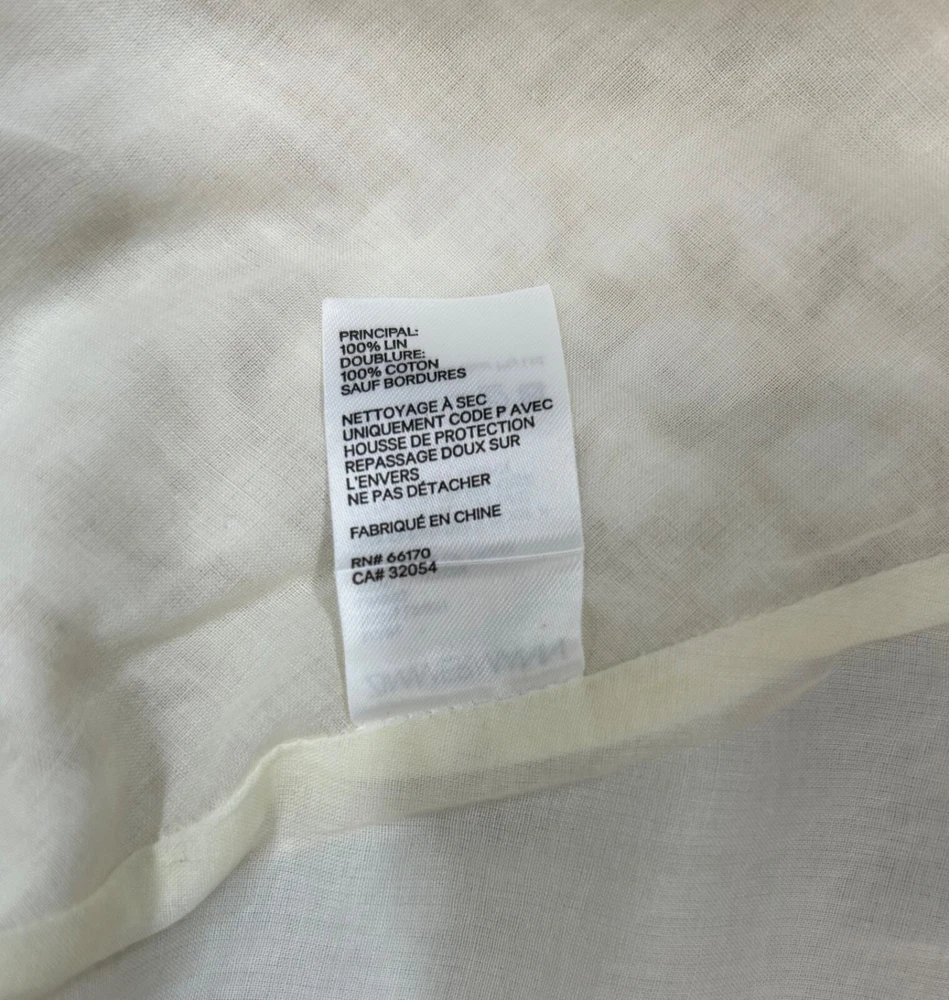 PRINCIPAL:
100% LIN
DOUBLURE:
100% COTON
SAUF BORDURES
NETTOYAGE À SEC
UNIQUEMENT CODE P AVEC
HOUSSE DE PROTECTION
REPASSAGE DOUX SUR
L'ENVERS
NE PAS DÉTACHER
FABRIQUÉ EN CHINE
RN# 66170
CA# 32054